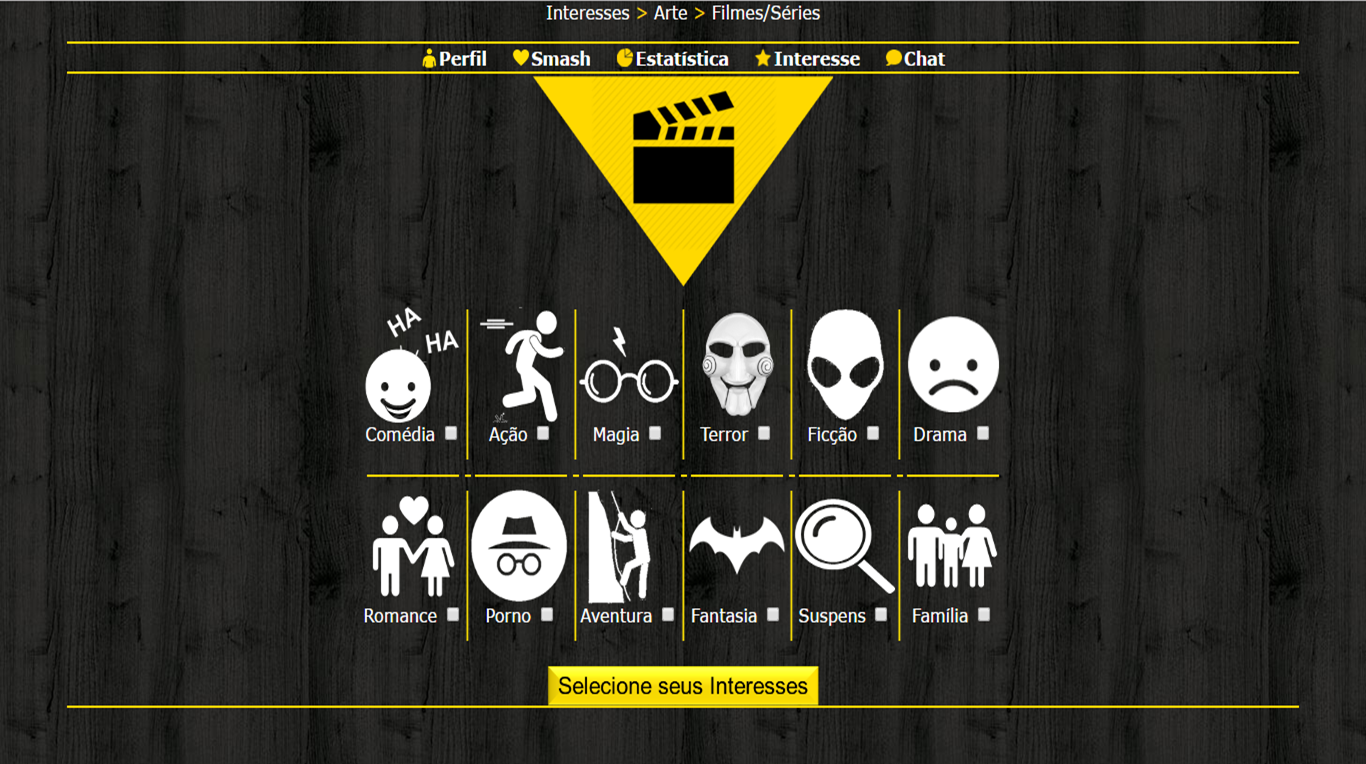 Interesses > Arte > Filmes/Séries
Perfil Smash Estatística Interesse Chat
HA
HA
Comédia Ação Magia Terror Ficção Drama
Romance Porno Aventura Fantasia Suspens Família
Selecione seus Interesses